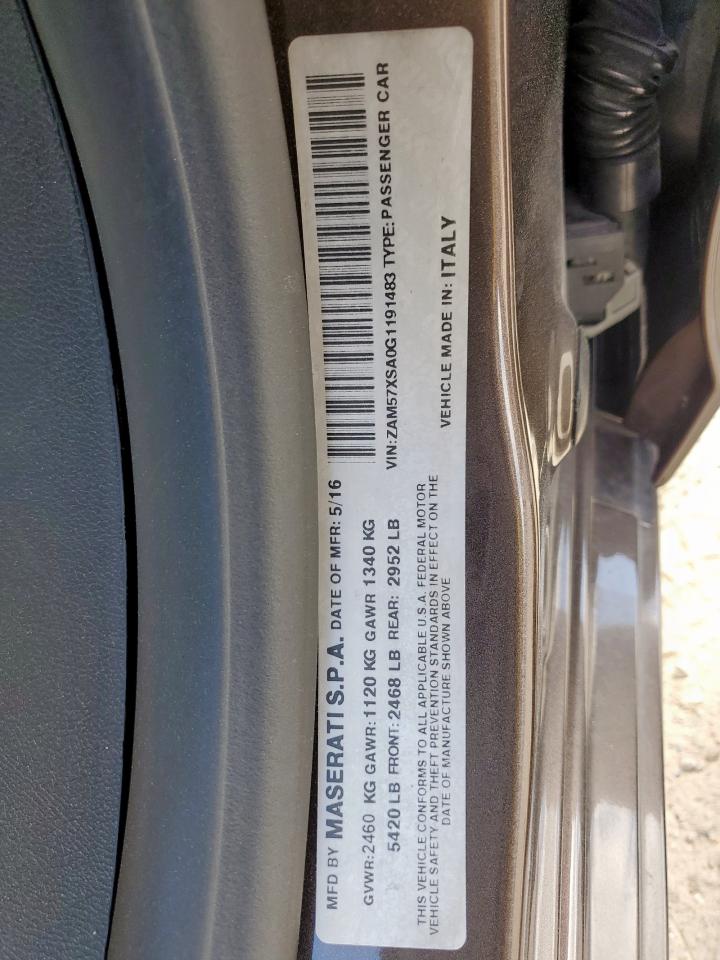 MFD BY MASERATI S.P.A. DATE OF MFR: 5/16
GVWR:2460 KG GAWR:1120 KG GAWR 1340 KG
5420 LB FRONT:2468 LB REAR: 2952 LB
THIS VEHICLE CONFORMS TO ALL APPLICABLE U.S.A. FEDERAL MOTOR
VEHICLE SAFETY AND THEFT PREVENTION STANDARDS IN EFFECT ON THE
DATE OF MANUFACTURE SHOWN ABOVE
VIN:ZAM57XSA0G1191483 TYPE:PASSENGER CAR
VEHICLE MADE IN: ITALY